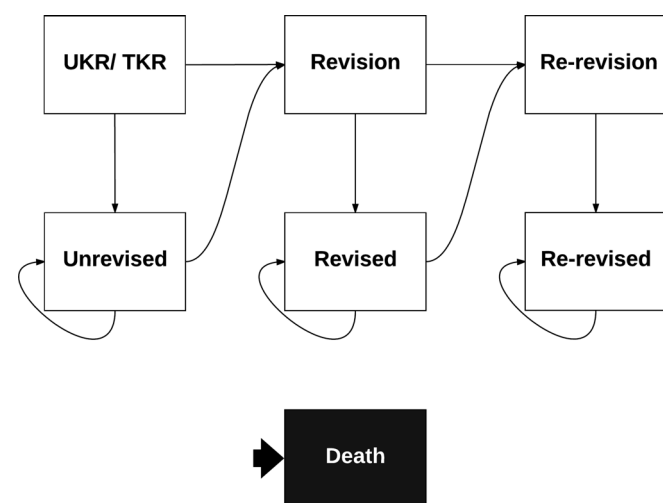 UKR/ TKR
Revision
Re-revision
Unrevised
Revised
Re-revised
Death